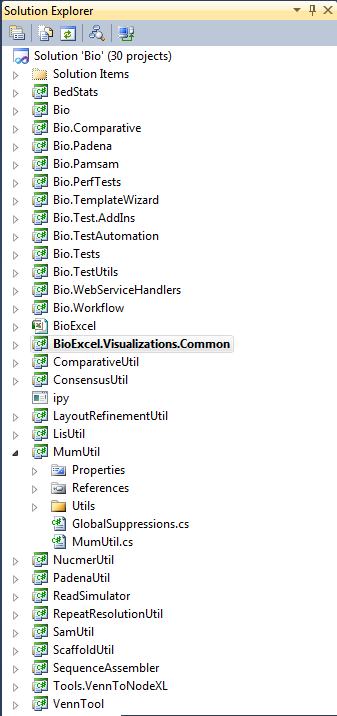 Solution Explorer
Solution 'Bio' (30 projects)
Solution Items
BedStats
Bio
Bio.Comparative
Bio.Padena
Bio.Pamsam
Bio.PerfTests
Bio.TemplateWizard
Bio.Test.AddIns
Bio.TestAutomation
Bio.Tests
Bio.TestUtils
Bio.WebServiceHandlers
Bio.Workflow
BioExcel
BioExcel.Visualizations.Common
ComparativeUtil
ConsensusUtil
ipy
LayoutRefinementUtil
LisUtil
MumUtil
Properties
References
Utils
GlobalSuppressions.cs
MumUtil.cs
NucmerUtil
PadenaUtil
ReadSimulator
RepeatResolutionUtil
SamUtil
ScaffoldUtil
SequenceAssembler
Tools.VennToNodeXL
VennTool